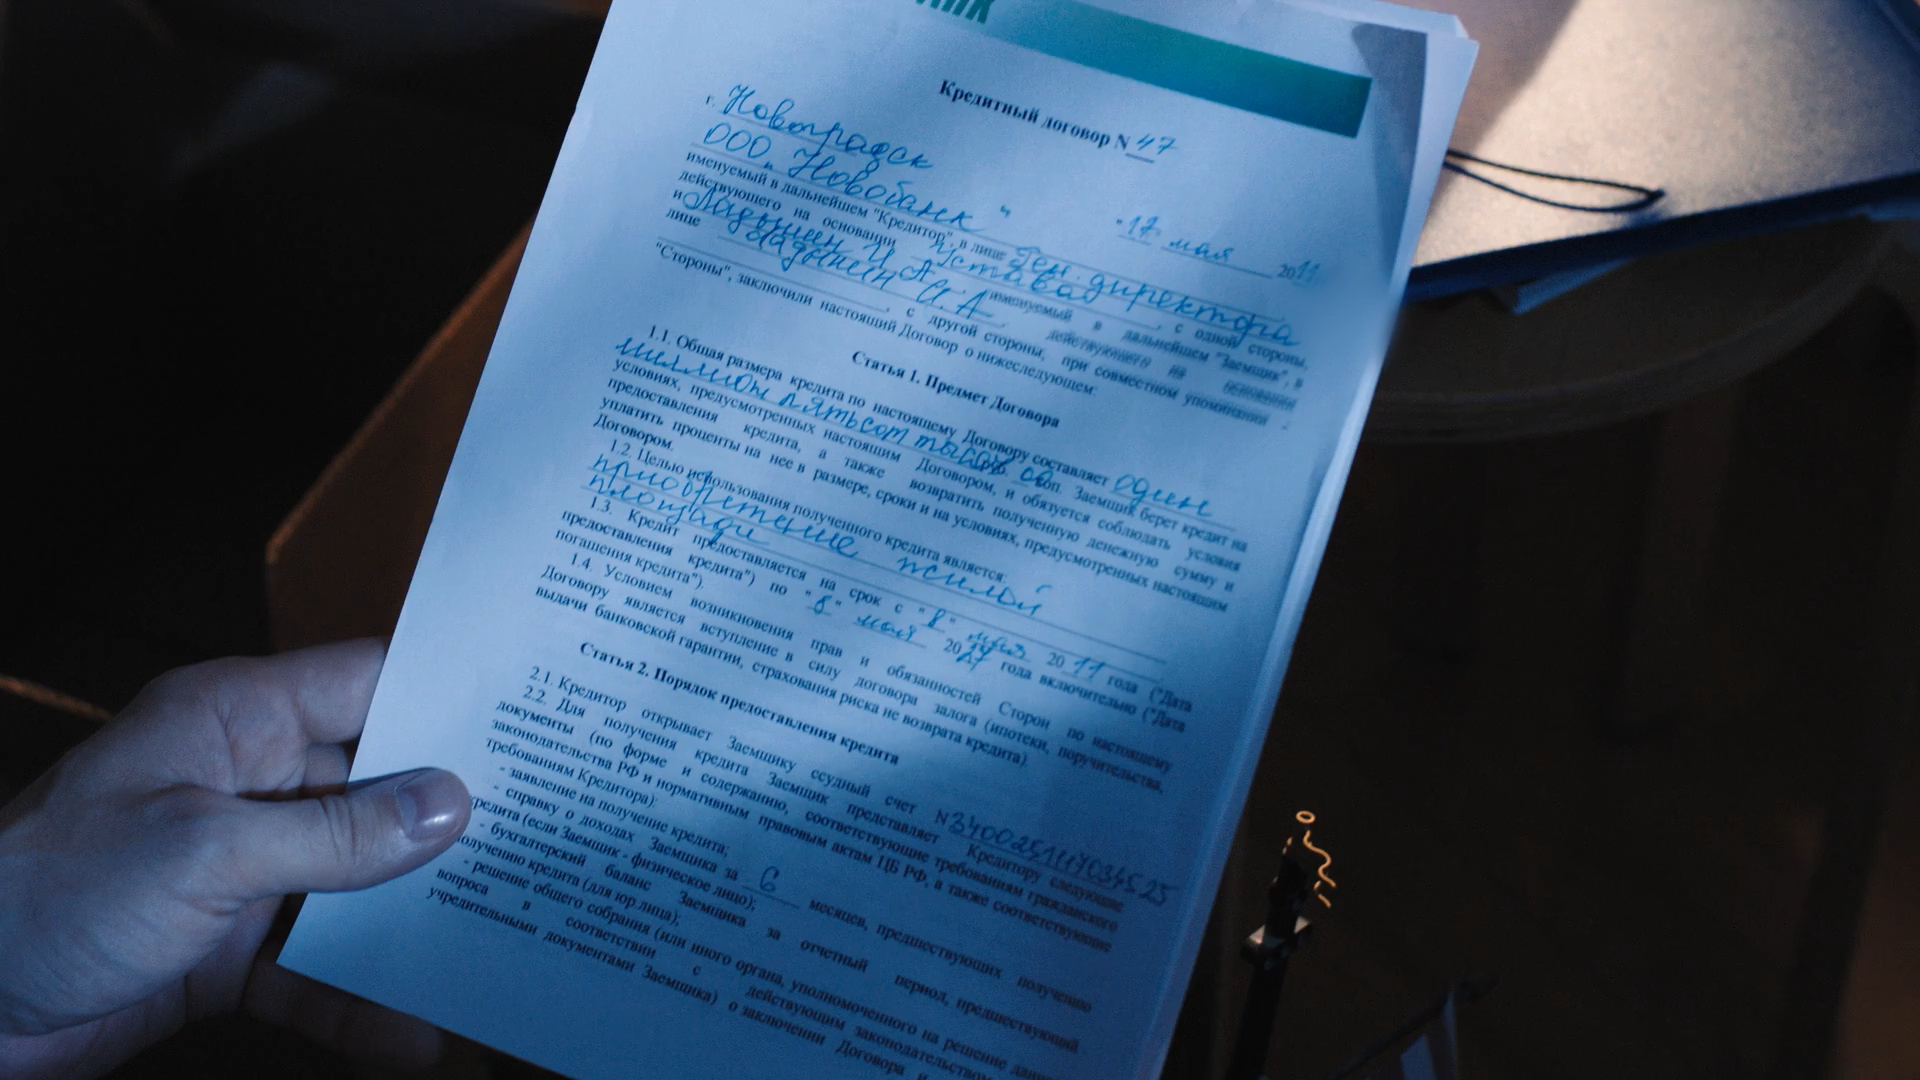 Кредитный договор N 47
г. Новоградск
"17" мая 2011
ООО "Новобанк"
именуемый в дальнейшем "Кредитор", в лице ген. директора
действующего на основании устава, с одной стороны,
и Ладынин И. А., именуемый в дальнейшем "Заемщик", в
лице Ладынин И. А., действующего на основании
, с другой стороны, при совместном упоминании -
"Стороны", заключили настоящий Договор о нижеследующем:
Статья 1. Предмет Договора
1.1. Общая размера кредита по настоящему Договору составляет один
миллион пятьсот тысяч коп. Заемщик берет кредит на
условиях, предусмотренных настоящим Договором, и обязуется соблюдать условия
предоставления кредита, а также возвратить полученную денежную сумму и
уплатить проценты на нее в размере, сроки и на условиях, предусмотренных настоящим
Договором.
1.2. Целью использования полученного кредита является:
приобретение жилой
площади
1.3. Кредит предоставляется на срок с "8" мая 2011 года ("Дата
предоставления кредита") по "8" мая 2021 года включительно ("Дата
погашения кредита")
1.4. Условием возникновения прав и обязанностей Сторон по настоящему
Договору является вступление в силу договора залога (ипотеки, поручительства,
выдачи банковской гарантии, страхования риска не возврата кредита)
Статья 2. Порядок предоставления кредита
2.1. Кредитор открывает Заемщику ссудный счет N
2.2. Для получения кредита Заемщик представляет Кредитору следующие
документы (по форме и содержанию, соответствующие требованиям гражданского
законодательства РФ и нормативным правовым актам ЦБ РФ, а также соответствующие
требованиям Кредитора):
- заявление на получение кредита;
- справку о доходах Заемщика за 6 месяцев, предшествующих получению
кредита (если Заемщик - физическое лицо);
- бухгалтерский баланс Заемщика за отчетный период, предшествующий
получению кредита (для юр лица);
- решение общего собрания (или иного органа, уполномоченного на решение
вопроса в соответствии с действующим законодательством
учредительными документами Заемщика) о заключении Договора и